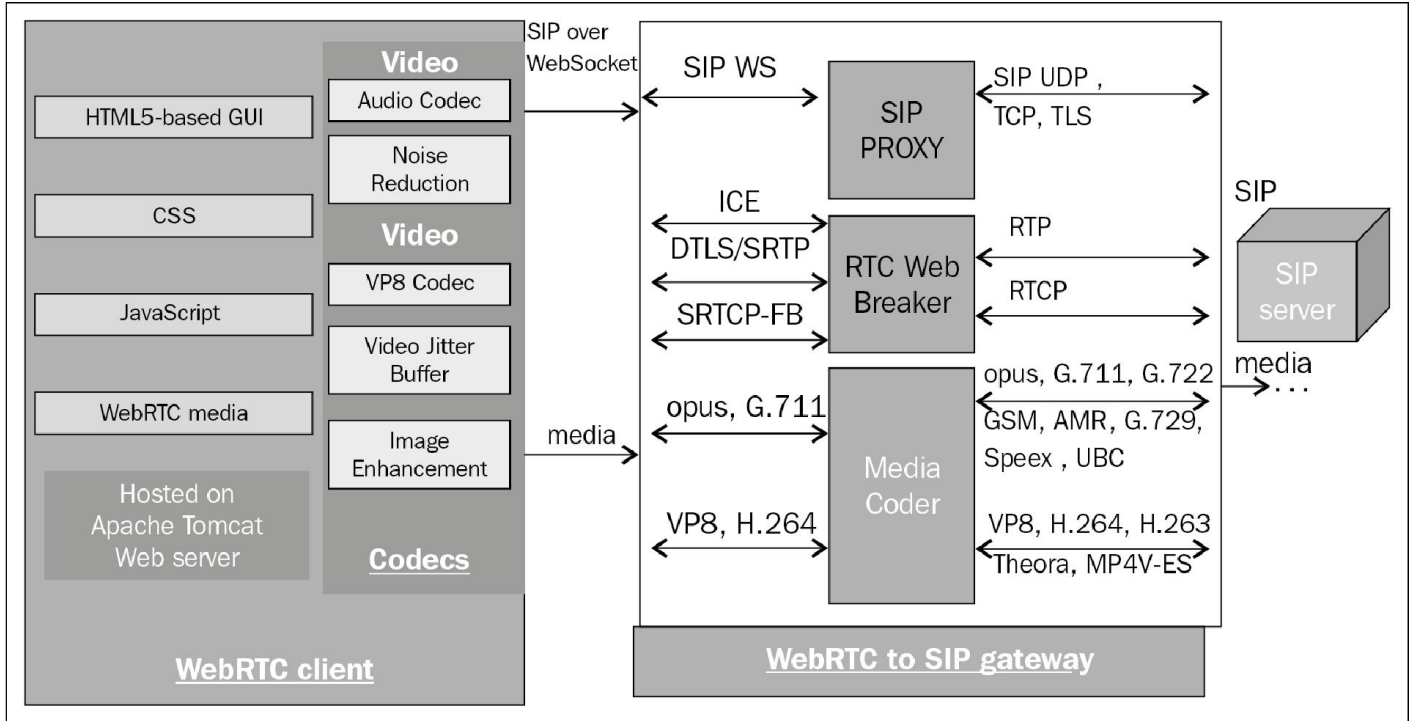 HTML5-based GUI
CSS
JavaScript
WebRTC media
Hosted on
Apache Tomcat
Web server
Video
Audio Codec
Noise
Reduction
Video
VP8 Codec
Video Jitter
Buffer
Image
Enhancement
Codecs
WebRTC client
SIP over
WebSocket
media
SIP WS
SIP
PROXY
SIP UDP ,
TCP, TLS
ICE
DTLS/SRTP
SRTCP-FB
RTC Web
Breaker
RTP
RTCP
opus, G.711
VP8, H.264
Media
Coder
opus, G.711, G.722
GSM, AMR, G.729,
Speex , UBC
VP8, H.264, H.263
Theora, MP4V-ES
WebRTC to SIP gateway
SIP
SIP
server
media
...